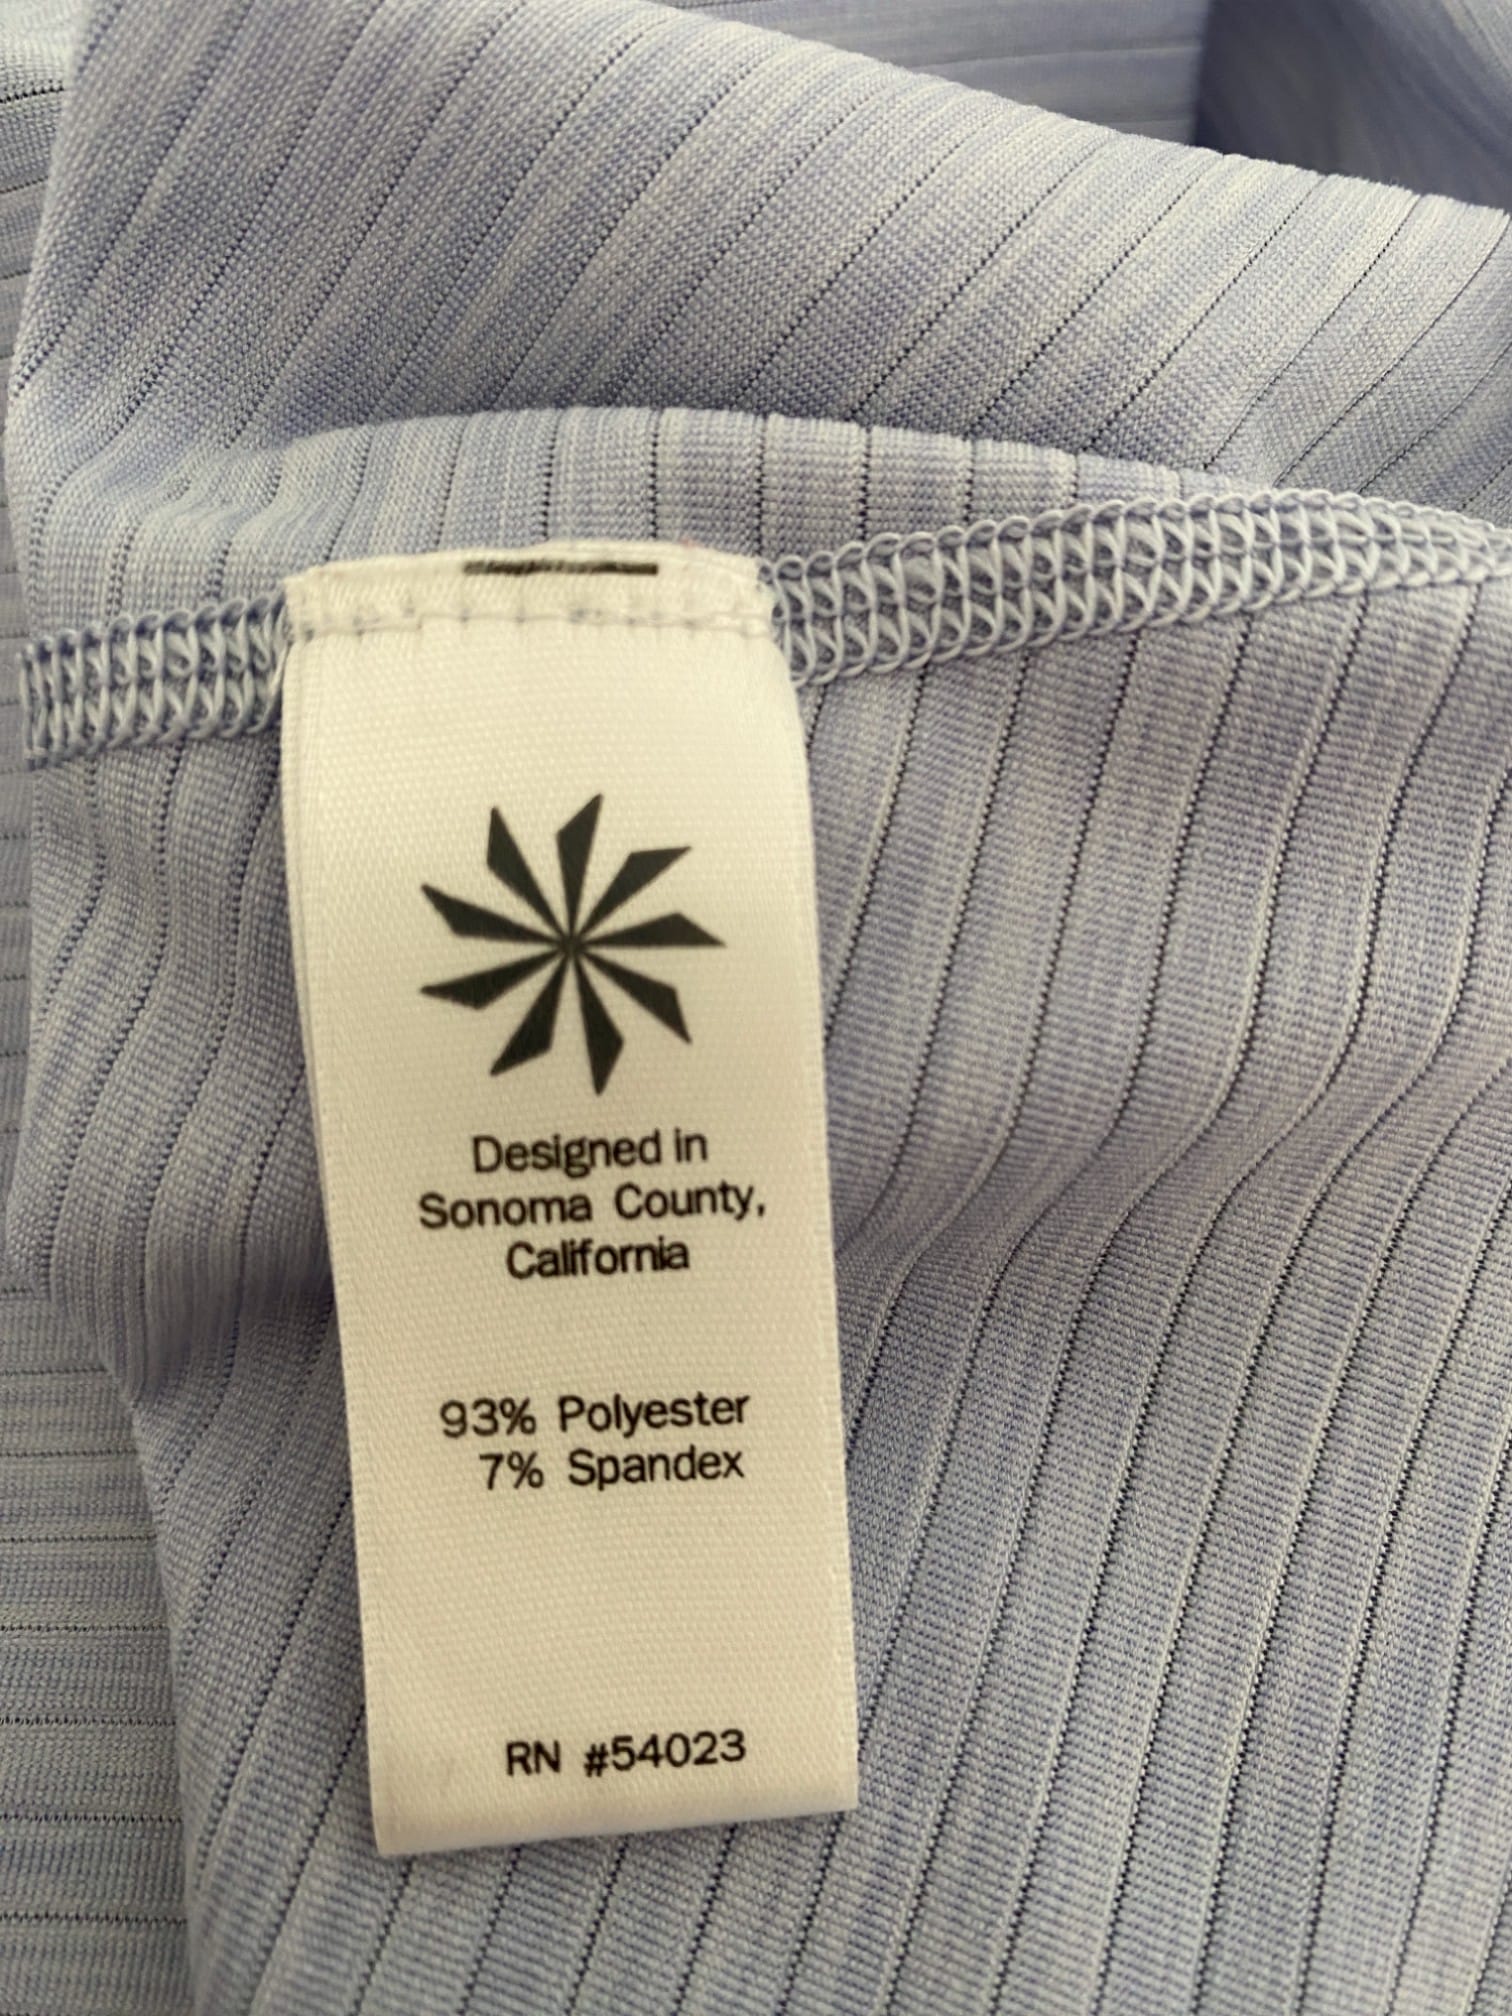 Designed in
Sonoma County,
California
93% Polyester
7% Spandex
RN #54023